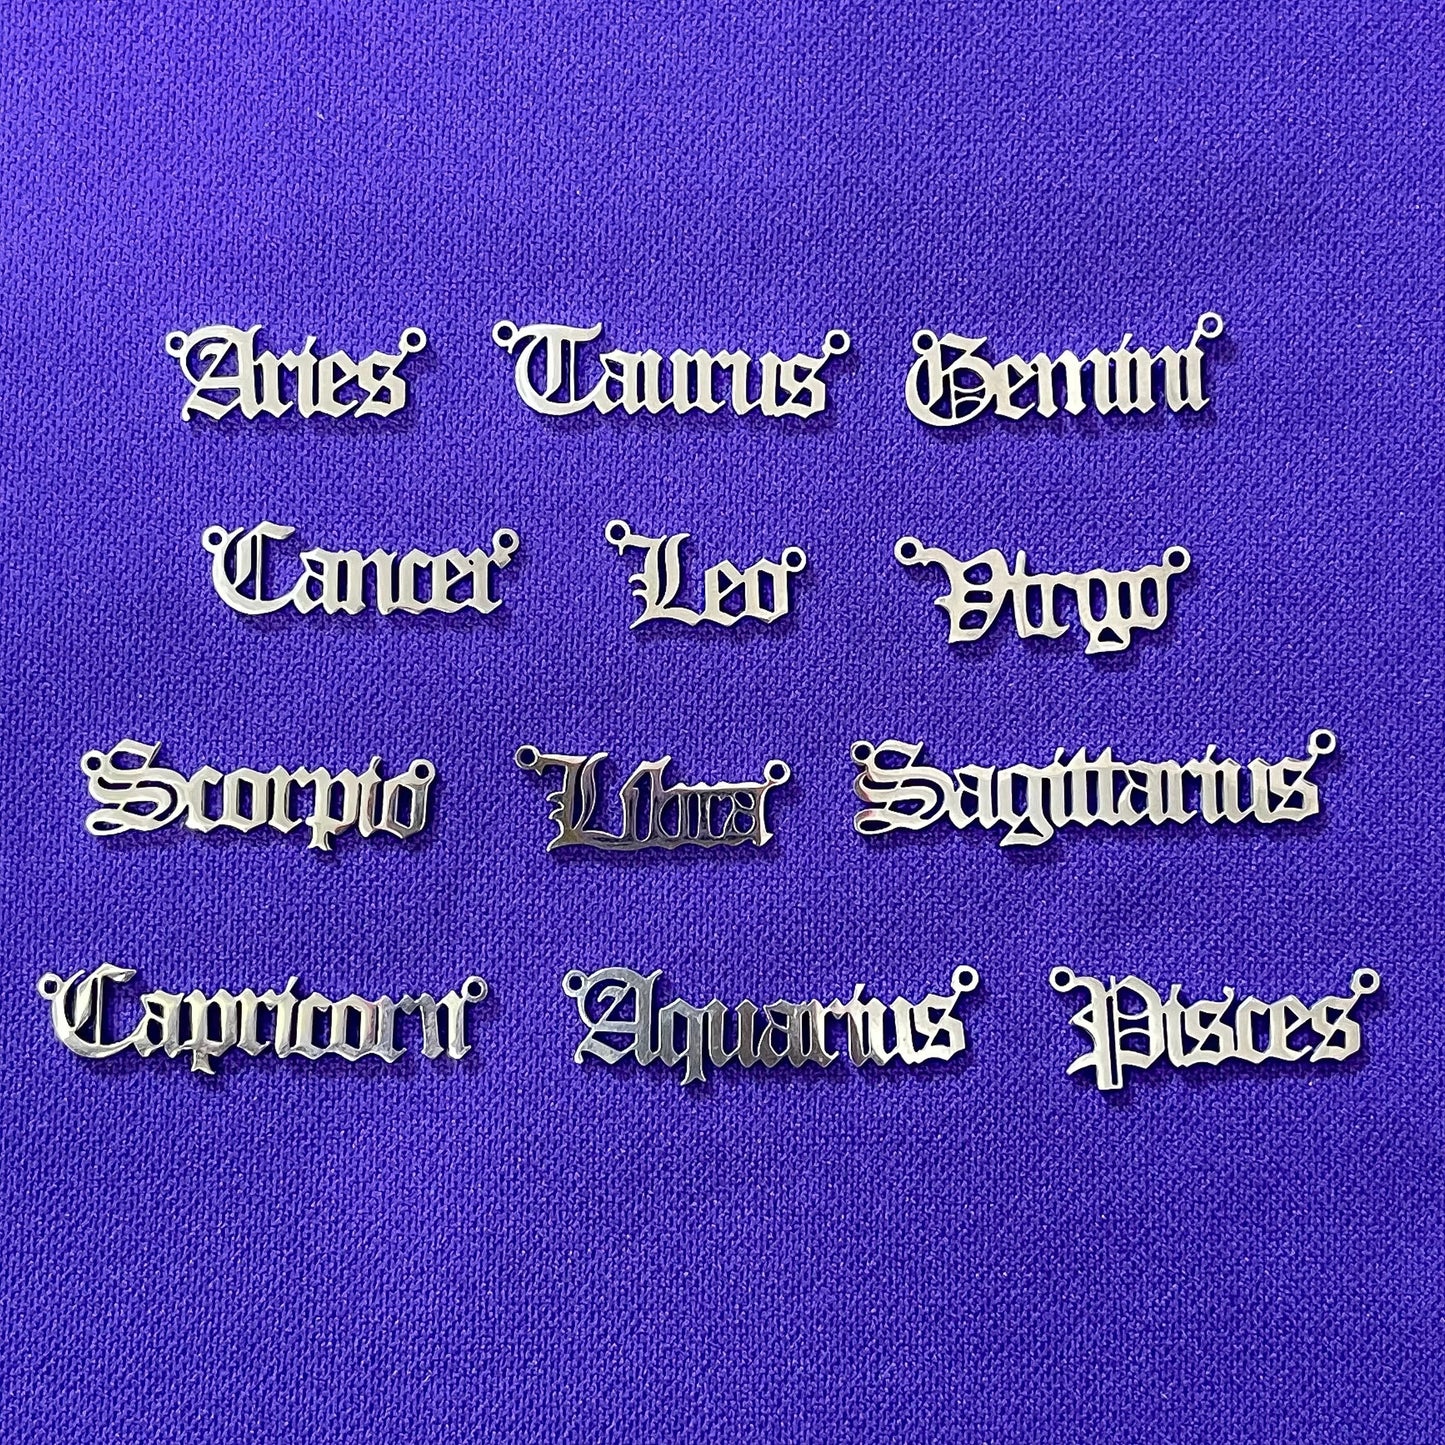 Aries Taurus Gemini
Cancer Leo Virgo
Scorpio Libra Sagittarius
Capricorn Aquarius Pisces